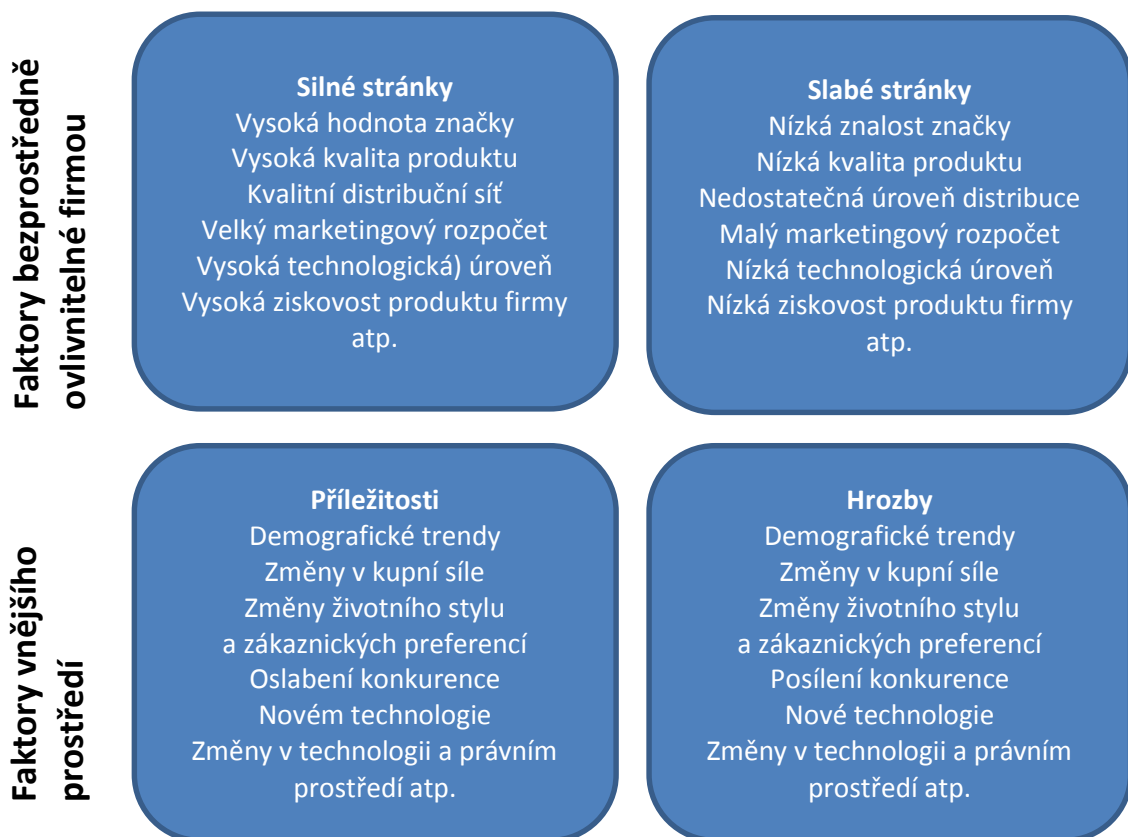 Faktory bezprostředně
ovlivnitelné firmou
Silné stránky
Vysoká hodnota značky
Vysoká kvalita produktu
Kvalitní distribuční síť
Velký marketingový rozpočet
Vysoká technologická) úroveň
Vysoká ziskovost produktu firmy
atp.
Slabé stránky
Nízká znalost značky
Nízká kvalita produktu
Nedostatečná úroveň distribuce
Malý marketingový rozpočet
Nízká technologická úroveň
Nízká ziskovost produktu firmy
atp.
Faktory vnějšího
prostředí
Příležitosti
Demografické trendy
Změny v kupní síle
Změny životního stylu
a zákaznických preferencí
Oslabení konkurence
Novém technologie
Změny v technologii a právním
prostředí atp.
Hrozby
Demografické trendy
Změny v kupní síle
Změny životního stylu
a zákaznických preferencí
Posílení konkurence
Nové technologie
Změny v technologii a právním
prostředí atp.